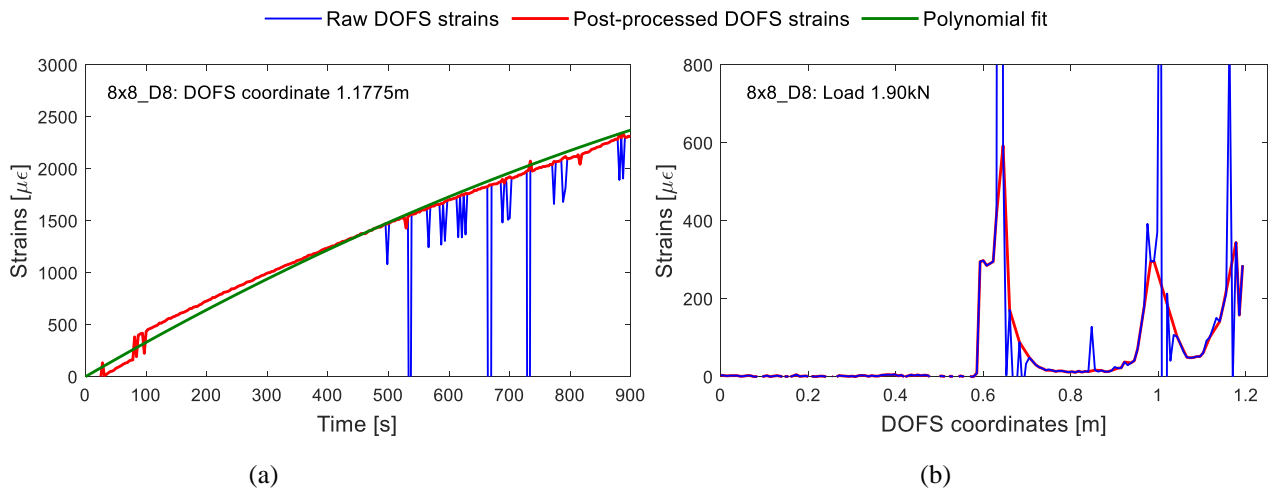 Raw DOFS strains Post-processed DOFS strains Polynomial fit
8x8_D8: DOFS coordinate 1.1775m
Strains [με]
3000
2500
2000
1500
1000
500
0
0 100 200 300 400 500 600 700 800 900
Time [s]
(a)
8x8_D8: Load 1.90kN
Strains [με]
800
600
400
200
0
0 0.2 0.4 0.6 0.8 1 1.2
DOFS coordinates [m]
(b)